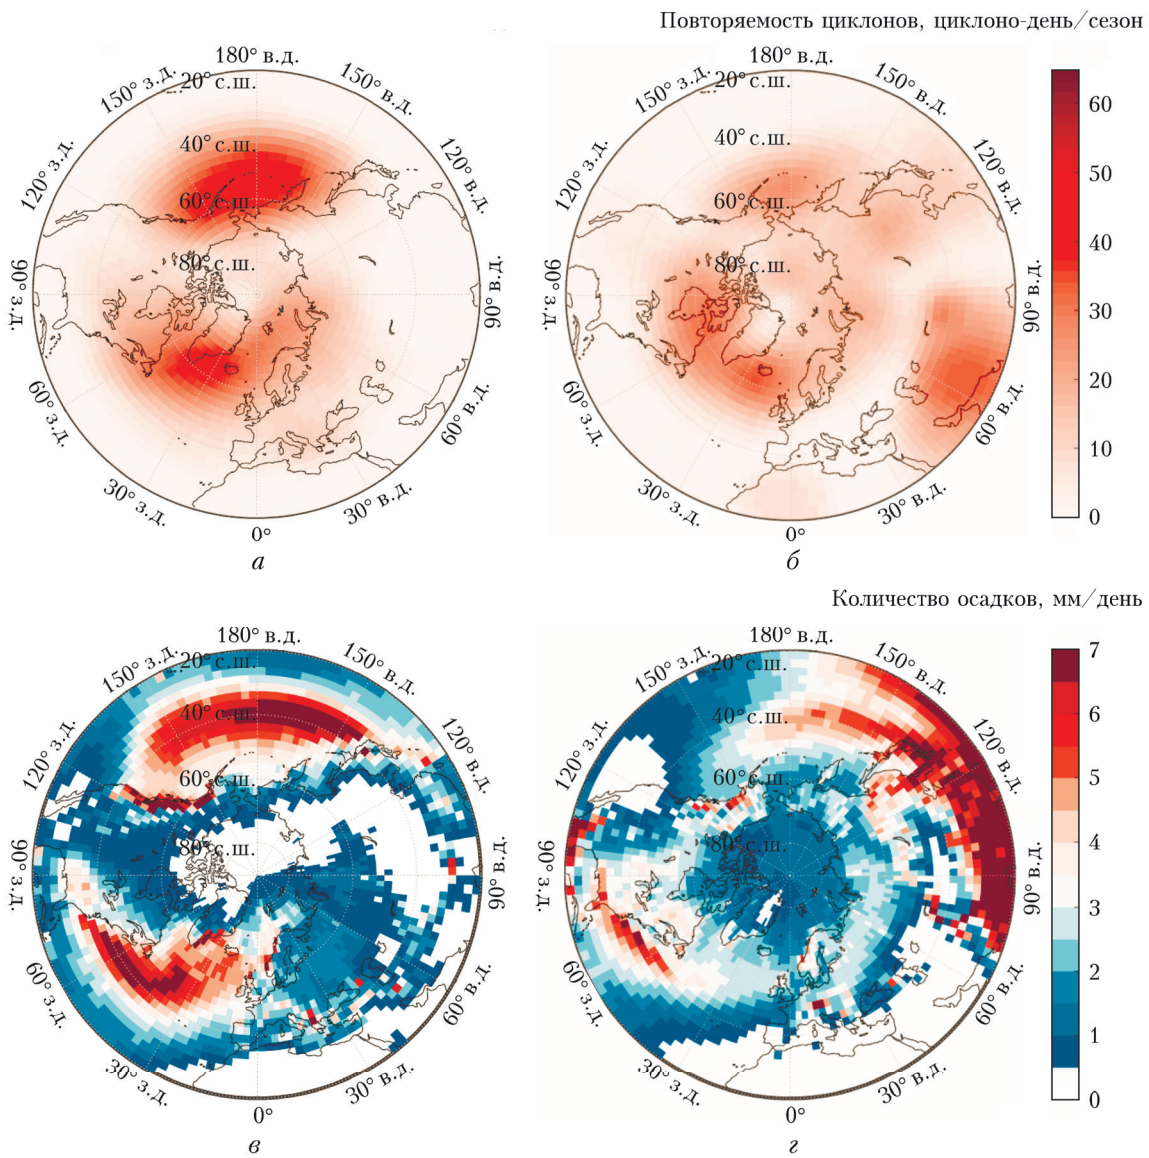 Повторяемость циклонов, циклоно-день/сезон
180° в.д.
150° з.д.
20° с.ш.
150° в.д.
120° з.д.
40° с.ш.
120° в.д.
60° с.ш.
80° с.ш.
90° з.д.
90° в.д.
60° з.д.
60° в.д.
30° з.д.
30° в.д.
0°
а
180° в.д.
150° з.д.
20° с.ш.
150° в.д.
120° з.д.
40° с.ш.
120° в.д.
60° с.ш.
80° с.ш.
90° з.д.
90° в.д.
60° з.д.
60° в.д.
30° з.д.
30° в.д.
0°
б
60
50
40
30
20
10
0
Количество осадков, мм/день
180° в.д.
150° з.д.
20° с.ш.
150° в.д.
120° з.д.
40° с.ш.
120° в.д.
60° с.ш.
80° с.ш.
90° з.д.
90° в.д.
60° з.д.
60° в.д.
30° з.д.
30° в.д.
0°
в
180° в.д.
150° з.д.
20° с.ш.
150° в.д.
120° з.д.
40° с.ш.
120° в.д.
60° с.ш.
80° с.ш.
90° з.д.
90° в.д.
60° з.д.
60° в.д.
30° з.д.
30° в.д.
0°
г
7
6
5
4
3
2
1
0